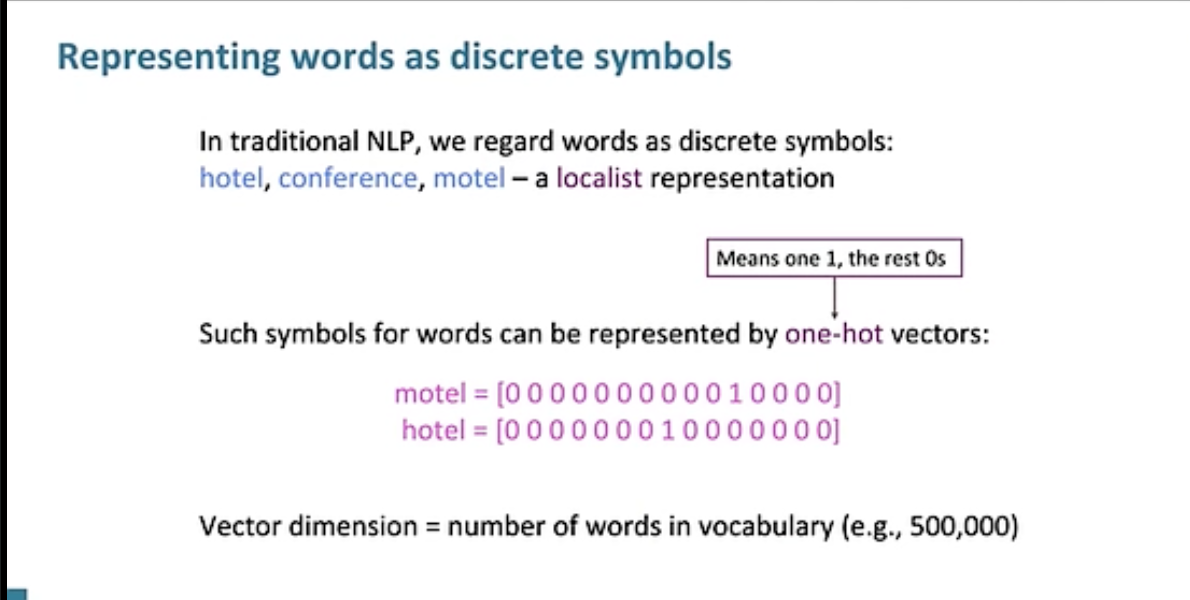 Representing words as discrete symbols
In traditional NLP, we regard words as discrete symbols:
hotel, conference, motel – a localist representation
Means one 1, the rest 0s
Such symbols for words can be represented by one-hot vectors:
motel = [0 0 0 0 0 0 0 0 0 0 1 0 0 0 0]
hotel = [0 0 0 0 0 0 0 1 0 0 0 0 0 0 0]
Vector dimension = number of words in vocabulary (e.g., 500,000)